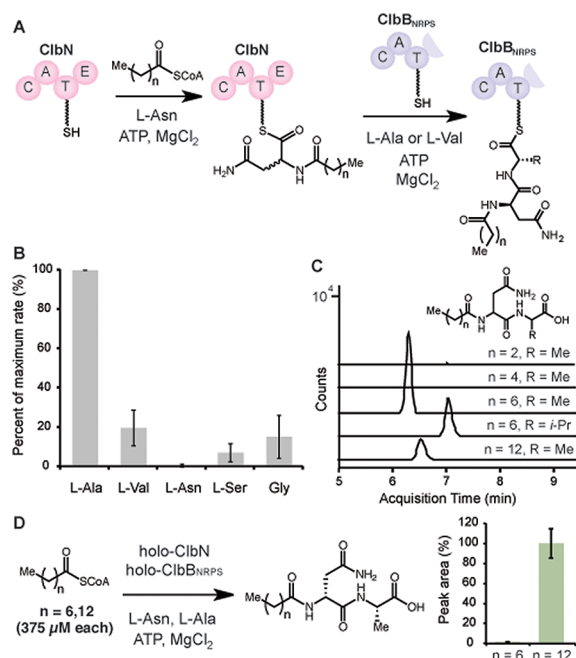 A
ClbN
C A T E
SH
Me
n
O
SCoA
L-Asn
ATP, MgCl2
ClbN
C A T E
S
O
O
H2N
O
N
H
n
Me
ClbBNRPS
C A T
SH
L-Ala or L-Val
ATP
MgCl2
ClbBNRPS
C A T
S
O
R
HN
O
HN
O
O
n
NH2
Me
B
Percent of maximum rate (%)
100
80
60
40
20
0
L-Ala L-Val L-Asn L-Ser Gly
C
10^4
Counts
O
NH2
O
H
N
O
OH
Me
n
N
H
O
R
n = 2, R = Me
n = 4, R = Me
n = 6, R = Me
n = 6, R = i-Pr
n = 12, R = Me
5 6 7 8 9
Acquisition Time (min)
D
Me
n
O
SCoA
n = 6,12
(375 µM each)
holo-ClbN
holo-ClbBNRPS
L-Asn, L-Ala
ATP, MgCl2
O
NH2
O
H
N
O
OH
Me
n
N
H
O
Me
Peak area (%)
120
100
80
60
40
20
0
n = 6 n = 12